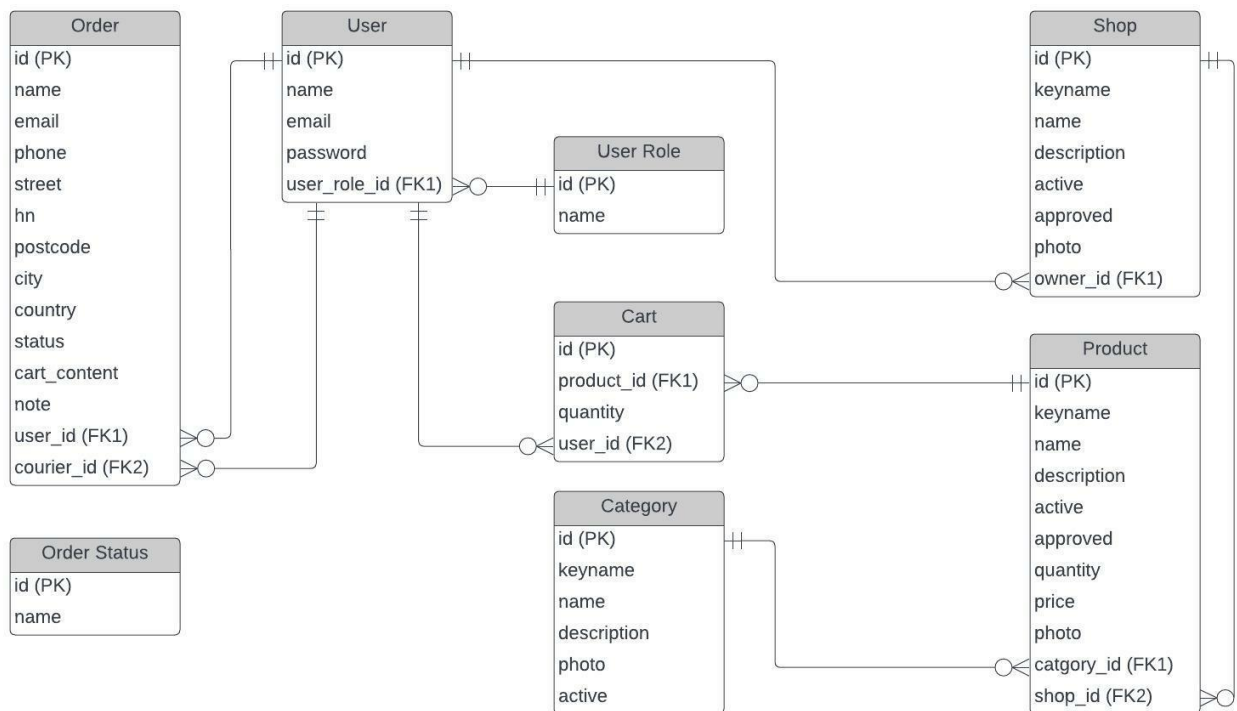 Order
id (PK)
name
email
phone
street
hn
postcode
city
country
status
cart_content
note
user_id (FK1)
courier_id (FK2)
Order Status
id (PK)
name
User
id (PK)
name
email
password
user_role_id (FK1)
User Role
id (PK)
name
Cart
id (PK)
product_id (FK1)
quantity
user_id (FK2)
Category
id (PK)
keyname
name
description
photo
active
Shop
id (PK)
keyname
name
description
active
approved
photo
owner_id (FK1)
Product
id (PK)
keyname
name
description
active
approved
quantity
price
photo
catgory_id (FK1)
shop_id (FK2)